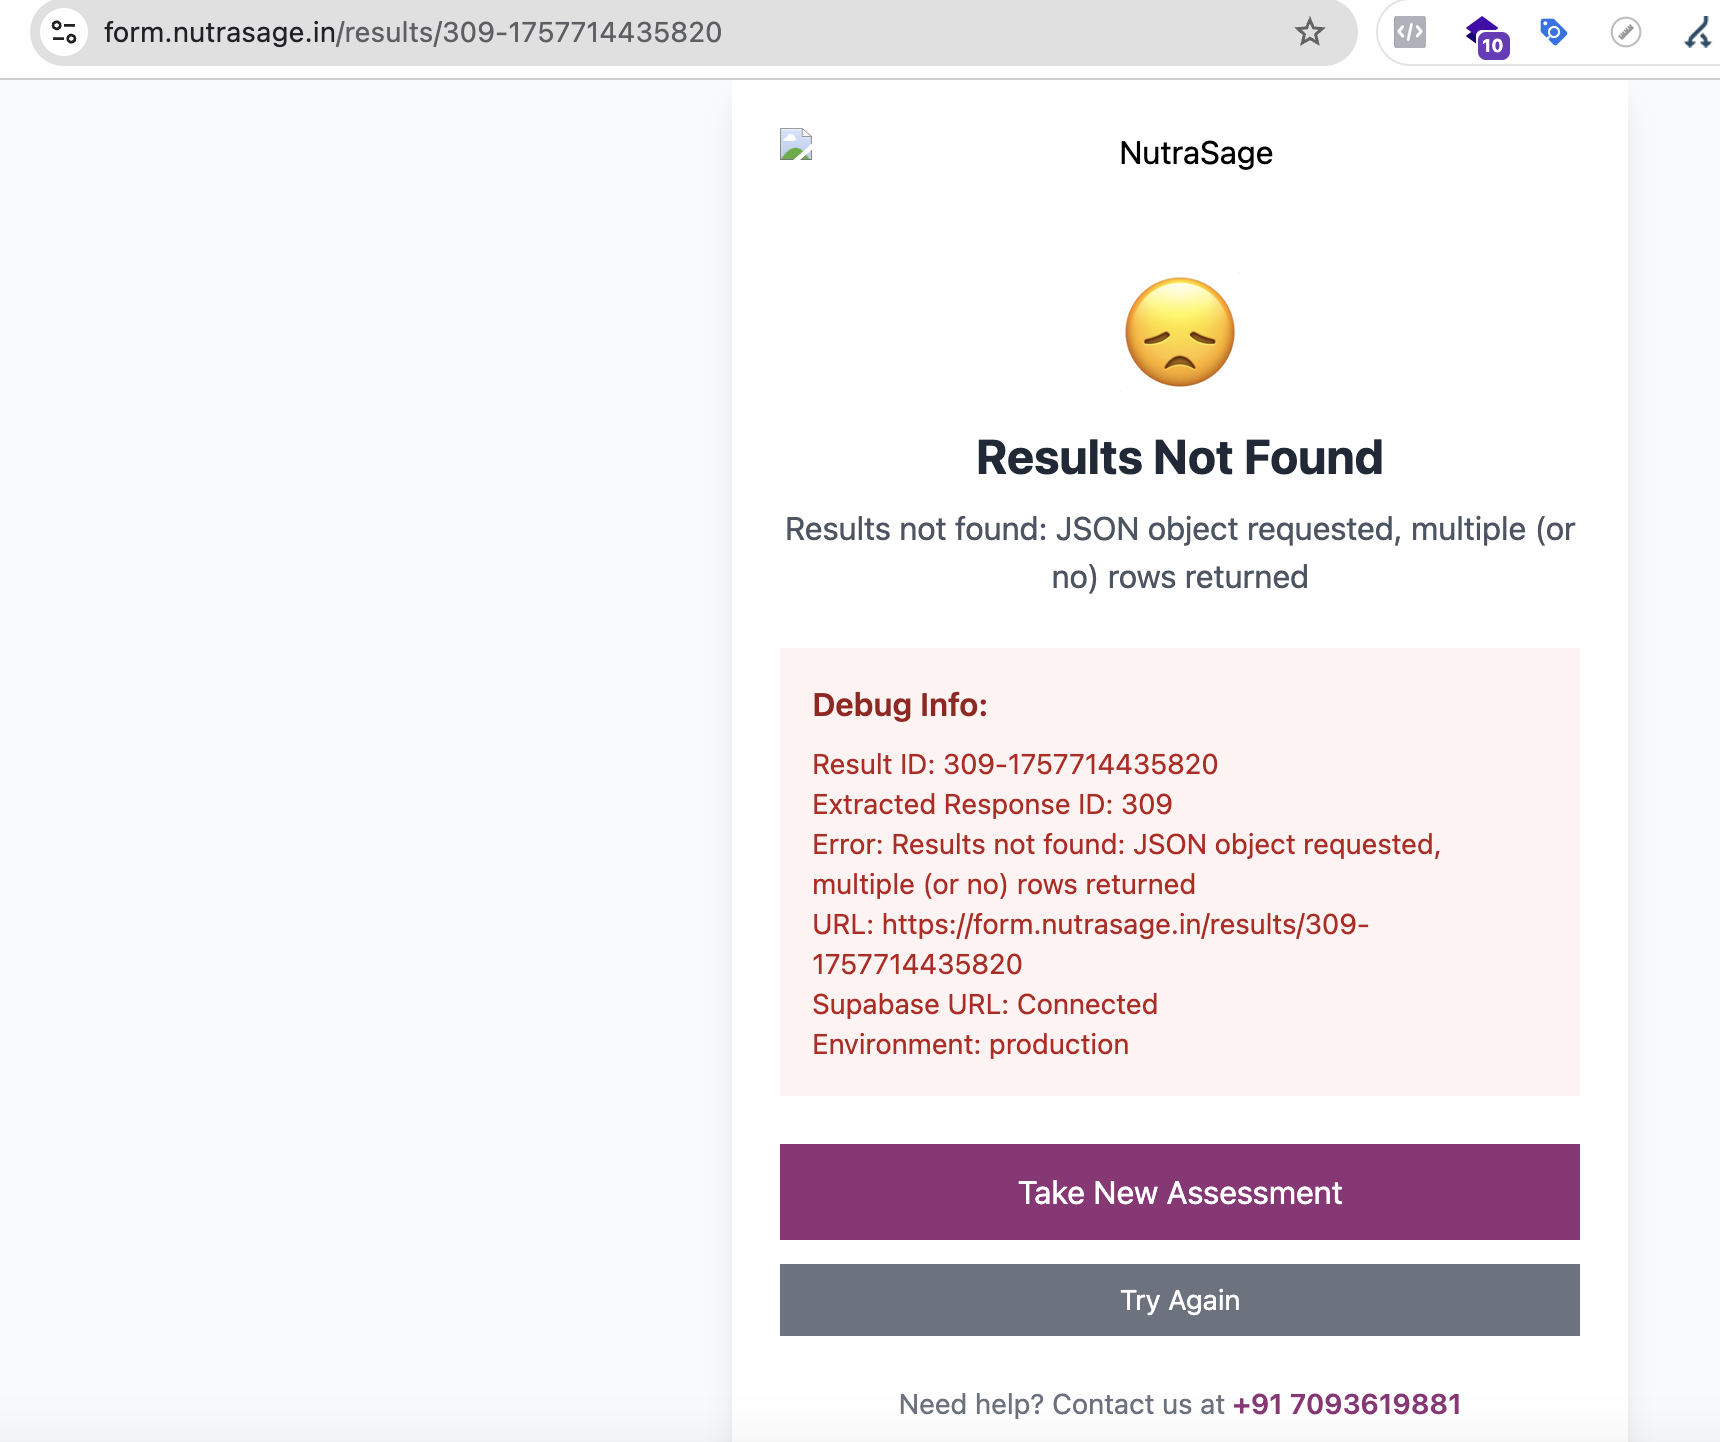 form.nutrasage.in/results/309-1757714435820
</>
10
NutraSage
Results Not Found
Results not found: JSON object requested, multiple (or
no) rows returned
Debug Info:
Result ID: 309-1757714435820
Extracted Response ID: 309
Error: Results not found: JSON object requested,
multiple (or no) rows returned
URL: https://form.nutrasage.in/results/309-
1757714435820
Supabase URL: Connected
Environment: production
Take New Assessment
Try Again
Need help? Contact us at +91 7093619881